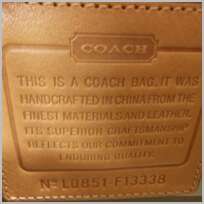 COACH
THIS IS A COACH BAG. IT WAS
HANDCRAFTED IN CHINA FROM THE
FINEST MATERIALS AND LEATHER.
ITS SUPERIOR CRAFTSMANSHIP
REFLECTS OUR COMMITMENT TO
ENDURING QUALITY.
Nº L0851-F13338